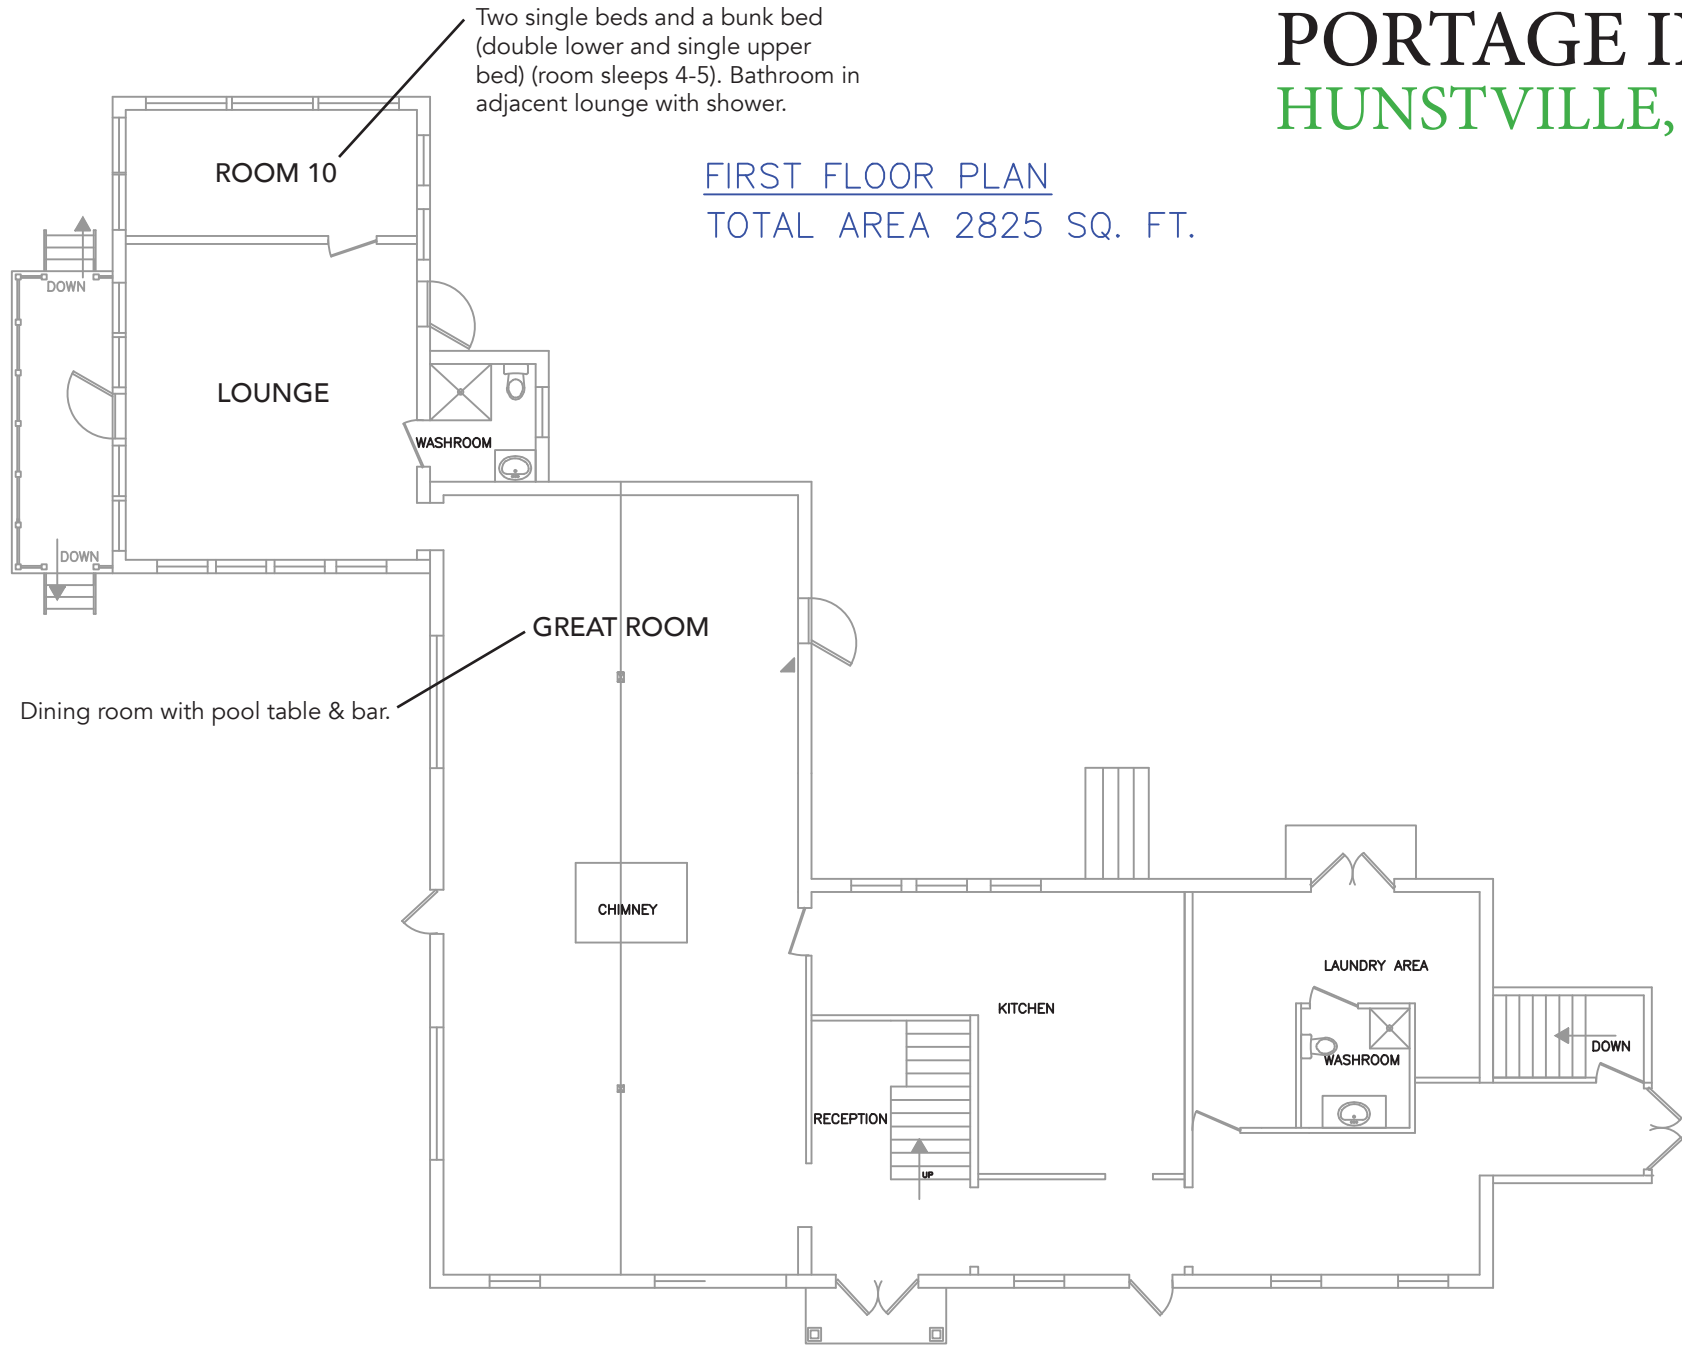 Two single beds and a bunk bed
(double lower and single upper
bed) (room sleeps 4-5). Bathroom in
adjacent lounge with shower.
PORTAGE
HUNSTVILLE,
FIRST FLOOR PLAN
TOTAL AREA 2825 SQ. FT.
ROOM 10
DOWN
LOUNGE
WASHROOM
DOWN
GREAT ROOM
Dining room with pool table & bar.
CHIMNEY
LAUNDRY AREA
KITCHEN
DOWN
WASHROOM
RECEPTION
UP